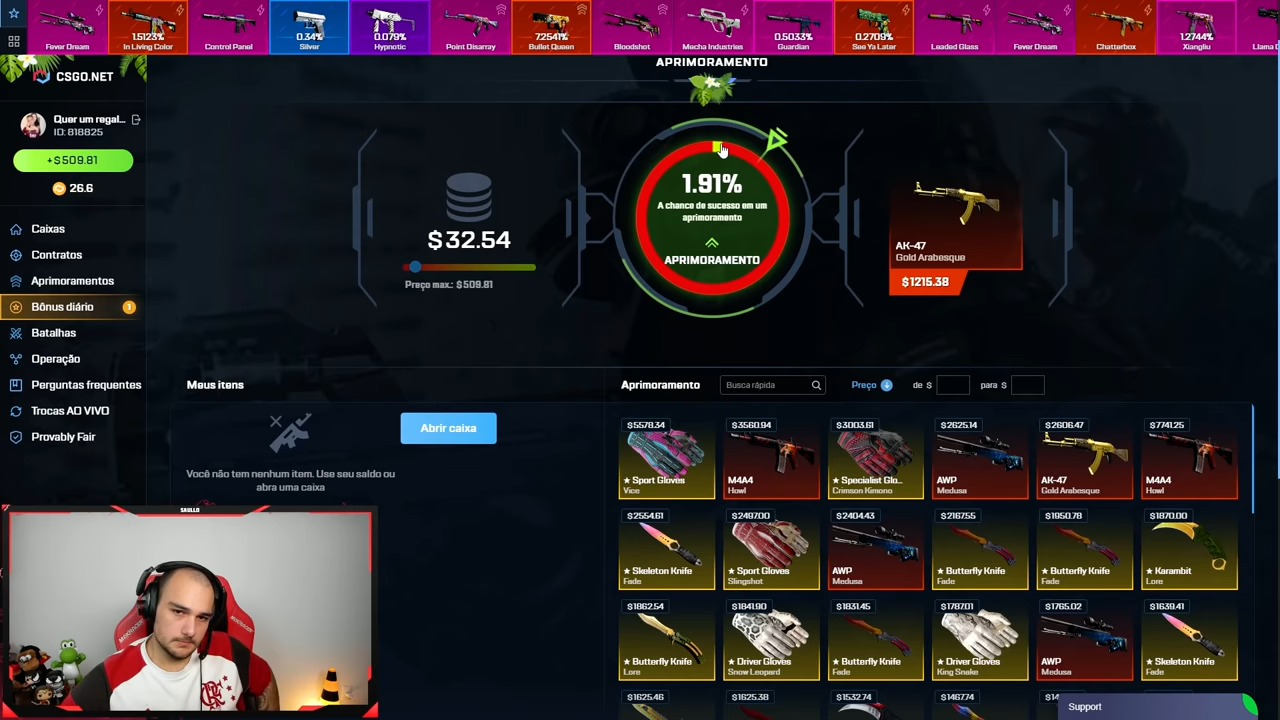 Fever Dream
1.5123%
In Living Color
Control Panel
0.34%
Silver
0.079%
Hypnotic
Point Disarray
7.2541%
Bullet Queen
Bloodshot
Mecha Industries
0.5033%
Guardian
0.2709%
See Ya Later
Leaded Glass
Fever Dream
Chatterbox
1.2744%
Xiangliu
Llama C
CSGO.NET
Quer um regal...
ID: 818825
+$509.81
26.6
Caixas
Contratos
Aprimoramentos
Bônus diário
1
Batalhas
Operação
Perguntas frequentes
Trocas AO VIVO
Provably Fair
APRIMORAMENTO
$32.54
Preço max.: $509.81
1.91%
A chance de sucesso em um
aprimoramento
APRIMORAMENTO
AK-47
Gold Arabesque
$1215.38
Meus itens
Abrir caixa
Você não tem nenhum item. Use seu saldo ou
abra uma caixa
Aprimoramento
Busca rápida
Preço
de $
para $
$5578.34
★ Sport Gloves
Vice
$3560.94
M4A4
Howl
$3003.61
★ Specialist Glo...
Crimson Kimono
$2625.14
AWP
Medusa
$2606.47
AK-47
Gold Arabesque
$7741.25
M4A4
Howl
$2554.61
★ Skeleton Knife
Fade
$2497.00
★ Sport Gloves
Slingshot
$2404.43
AWP
Medusa
$2167.55
★ Butterfly Knife
Fade
$1950.78
★ Butterfly Knife
Fade
$1870.00
★ Karambit
Lore
$1862.54
★ Butterfly Knife
Lore
$1841.90
★ Driver Gloves
Snow Leopard
$1831.45
★ Butterfly Knife
Fade
$1787.01
★ Driver Gloves
King Snake
$1765.02
AWP
Medusa
$1639.41
★ Skeleton Knife
Fade
$1625.46
$1625.38
$1532.74
$1467.74
SAULLO
Support